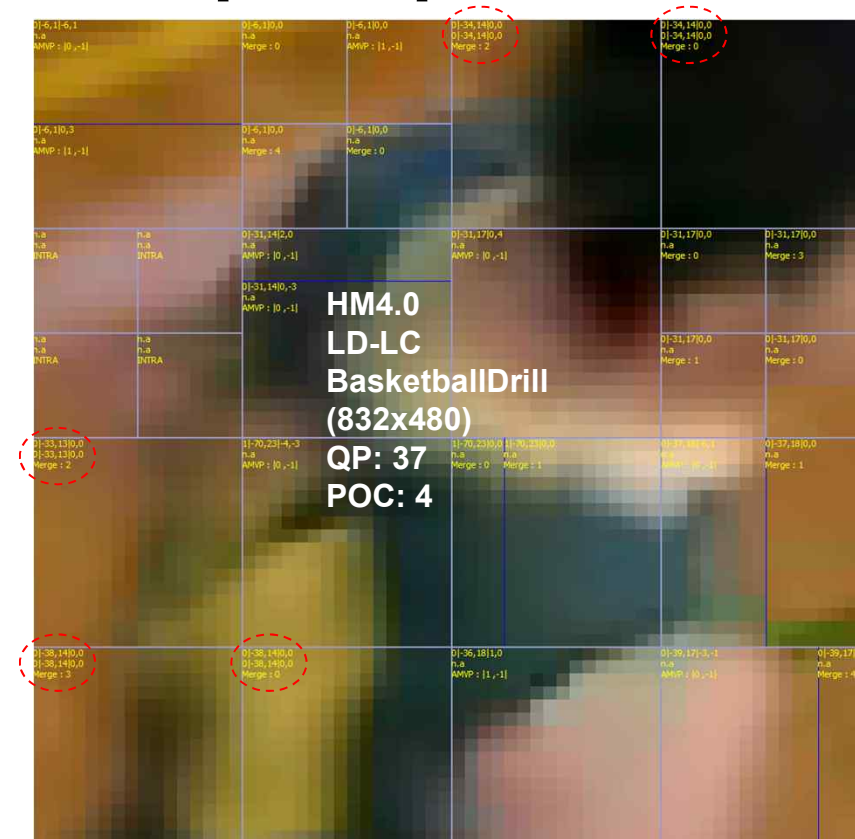 0|-6,1|-6,1
n.a
AMVP : |0 ,-1|
0|-6,1|0,0
n.a
Merge : 0
0|-6,1|0,0
n.a
AMVP : |1 ,-1|
0|-34,14|0,0
0|-34,14|0,0
Merge : 2
0|-34,14|0,0
0|-34,14|0,0
Merge : 0
0|-6,1|0,3
n.a
AMVP : |1 ,-1|
0|-6,1|0,0
n.a
Merge : 4
0|-6,1|0,0
n.a
Merge : 0
n.a
n.a
INTRA
n.a
n.a
INTRA
0|-31,14|2,0
n.a
AMVP : |0 ,-1|
0|-31,17|0,4
n.a
AMVP : |0 ,-1|
0|-31,17|0,0
n.a
Merge : 0
0|-31,17|0,0
n.a
Merge : 3
0|-31,14|0,-3
n.a
AMVP : |0 ,-1|
HM4.0
LD-LC
BasketballDrill
(832x480)
QP: 37
POC: 4
n.a
n.a
INTRA
n.a
n.a
INTRA
0|-31,17|0,0
n.a
Merge : 1
0|-31,17|0,0
n.a
Merge : 0
0|-33,13|0,0
0|-33,13|0,0
Merge : 2
1|-70,23|-4,-3
n.a
AMVP : |0 ,-1|
1|-70,23|0,0
n.a
Merge : 0
1|-70,23|0,0
n.a
Merge : 1
n.a
0|-37,18|0,0
n.a
Merge : 1
0|-38,14|0,0
0|-38,14|0,0
Merge : 3
0|-38,14|0,0
0|-38,14|0,0
Merge : 0
0|-36,18|1,0
n.a
AMVP : |1 ,-1|
0|-39,17|-3,-1
n.a
AMVP : |0 ,-1|
0|-39,17|
n.a
Merge : 4